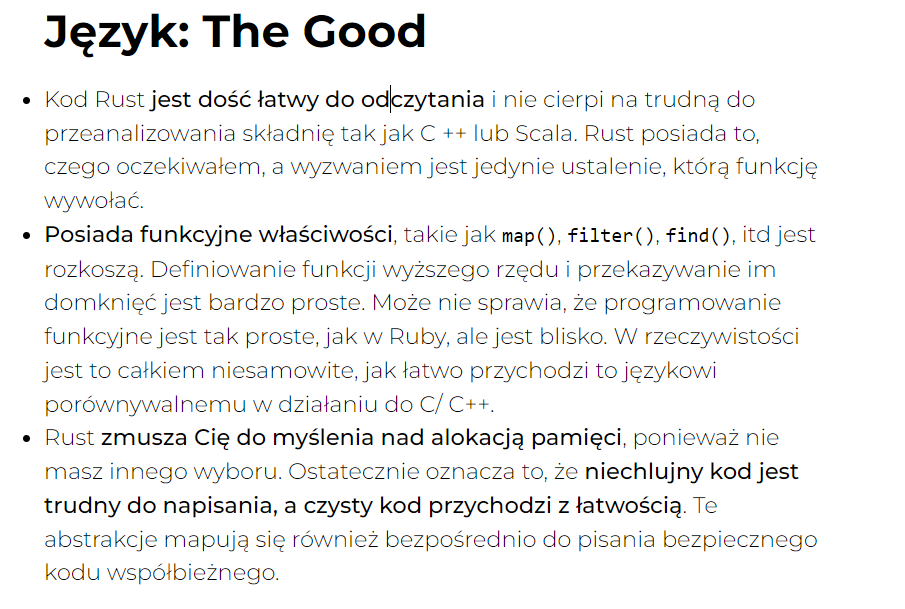 Język: The Good
• Kod Rust jest dość łatwy do odczytania i nie cierpi na trudną do
przeanalizowania składnię tak jak C ++ lub Scala. Rust posiada to,
czego oczekiwałem, a wyzwaniem jest jedynie ustalenie, którą funkcję
wywołać.
• Posiada funkcyjne właściwości, takie jak map(), filter(), find(), itd jest
rozkoszą. Definiowanie funkcji wyższego rzędu i przekazywanie im
domknięć jest bardzo proste. Może nie sprawia, że programowanie
funkcyjne jest tak proste, jak w Ruby, ale jest blisko. W rzeczywistości
jest to całkiem niesamowite, jak łatwo przychodzi to językowi
porównywalnemu w działaniu do C/ C++.
• Rust zmusza Cię do myślenia nad alokacją pamięci, ponieważ nie
masz innego wyboru. Ostatecznie oznacza to, że niechlujny kod jest
trudny do napisania, a czysty kod przychodzi z łatwością. Te
abstrakcje mapują się również bezpośrednio do pisania bezpiecznego
kodu współbieżnego.